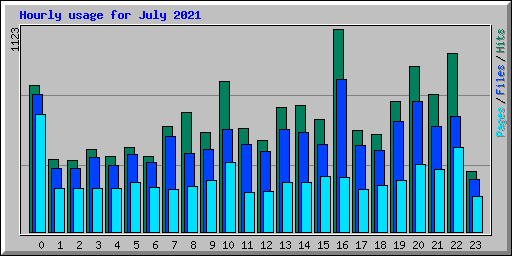 Hourly usage for July 2021
1123
Pages/Files/Hits
0 1 2 3 4 5 6 7 8 9 10 11 12 13 14 15 16 17 18 19 20 21 22 23